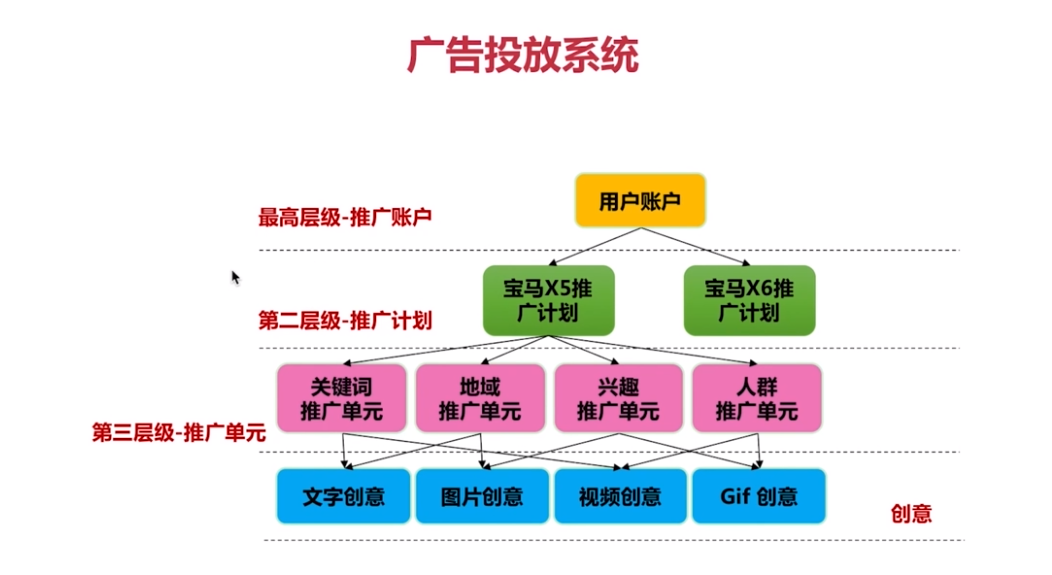 广告投放系统
用户账户
最高层级-推广账户
宝马X5推
广计划
宝马X6推
广计划
第二层级-推广计划
关键词
推广单元
地域
推广单元
兴趣
推广单元
人群
推广单元
第三层级-推广单元
文字创意
图片创意
视频创意
Gif 创意
创意